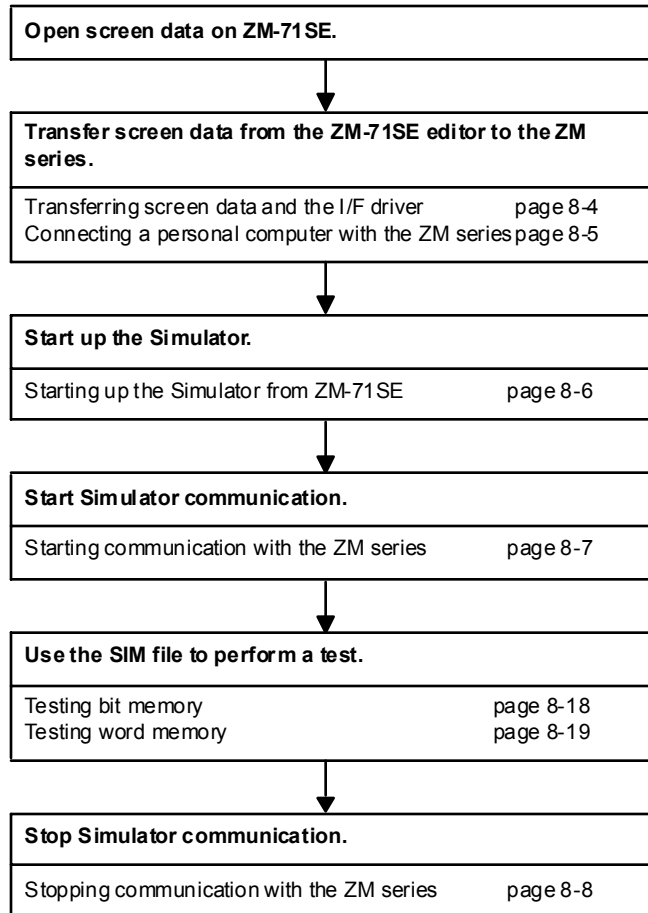 Open screen data on ZM-71SE.
Transfer screen data from the ZM-71SE editor to the ZM
series.
Transferring screen data and the I/F driver page 8-4
Connecting a personal computer with the ZM series page 8-5
Start up the Simulator.
Starting up the Simulator from ZM-71SE page 8-6
Start Simulator communication.
Starting communication with the ZM series page 8-7
Use the SIM file to perform a test.
Testing bit memory page 8-18
Testing word memory page 8-19
Stop Simulator communication.
Stopping communication with the ZM series page 8-8